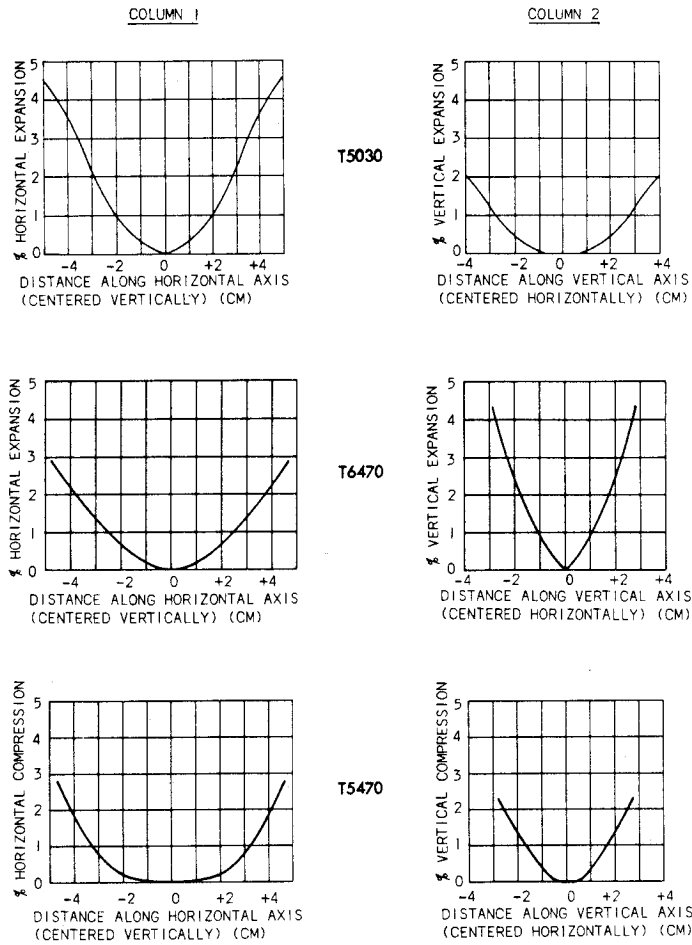 COLUMN 1
COLUMN 2
% HORIZONTAL EXPANSION
5
4
3
2
1
0
-4
-2
0
+2
+4
DISTANCE ALONG HORIZONTAL AXIS
(CENTERED VERTICALLY) (CM)
T5030
% VERTICAL EXPANSION
5
4
3
2
1
0
-4
-2
0
+2
+4
DISTANCE ALONG VERTICAL AXIS
(CENTERED HORIZONTALLY) (CM)
% HORIZONTAL EXPANSION
5
4
3
2
1
0
-4
-2
0
+2
+4
DISTANCE ALONG HORIZONTAL AXIS
(CENTERED VERTICALLY) (CM)
T6470
% VERTICAL EXPANSION
5
4
3
2
1
0
-4
-2
0
+2
+4
DISTANCE ALONG VERTICAL AXIS
(CENTERED HORIZONTALLY) (CM)
% HORIZONTAL COMPRESSION
5
4
3
2
1
0
-4
-2
0
+2
+4
DISTANCE ALONG HORIZONTAL AXIS
(CENTERED VERTICALLY) (CM)
T5470
% VERTICAL COMPRESSION
5
4
3
2
1
0
-4
-2
0
+2
+4
DISTANCE ALONG VERTICAL AXIS
(CENTERED HORIZONTALLY) (CM)